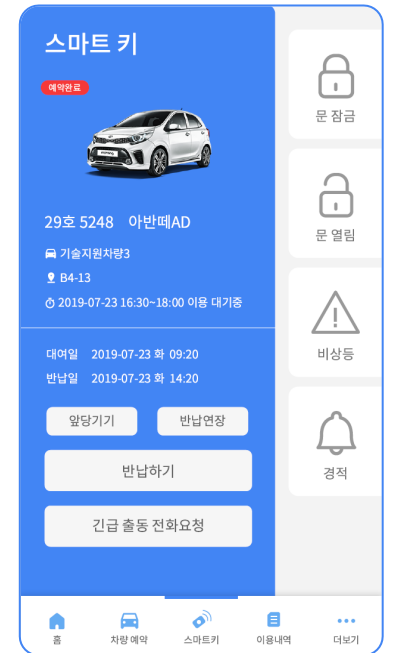 스마트 키
예약완료
29호 5248 아반떼AD
기술지원차량3
B4-13
2019-07-23 16:30~18:00 이용 대기중
대여일 2019-07-23 화 09:20
반납일 2019-07-23 화 14:20
앞당기기 반납연장
반납하기
긴급 출동 전화요청
문 잠금
문 열림
비상등
경적
홈 차량 예약 스마트키 이용내역 더보기